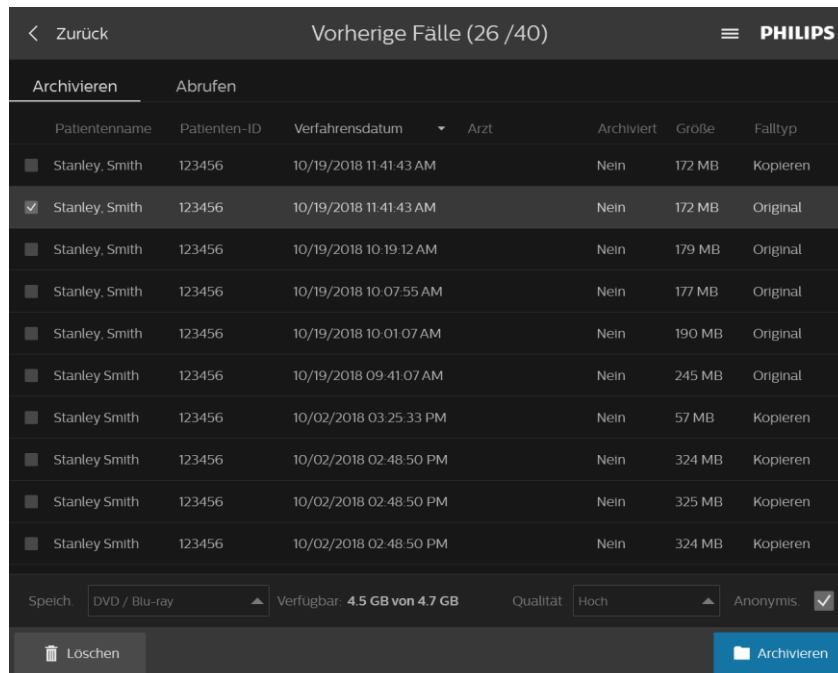 Zurück Vorherige Fälle (26 /40) PHILIPS
Archivieren Abrufen
Patientenname Patienten-ID Verfahrensdatum Arzt Archiviert Größe Falltyp
Stanley, Smith 123456 10/19/2018 11:41:43 AM Nein 172 MB Kopieren
Stanley, Smith 123456 10/19/2018 11:41:43 AM Nein 172 MB Original
Stanley, Smith 123456 10/19/2018 10:19:12 AM Nein 179 MB Original
Stanley, Smith 123456 10/19/2018 10:07:55 AM Nein 177 MB Original
Stanley, Smith 123456 10/19/2018 10:01:07 AM Nein 190 MB Original
Stanley Smith 123456 10/19/2018 09:41:07 AM Nein 245 MB Original
Stanley Smith 123456 10/02/2018 03:25:33 PM Nein 57 MB Kopieren
Stanley Smith 123456 10/02/2018 02:48:50 PM Nein 324 MB Kopieren
Stanley Smith 123456 10/02/2018 02:48:50 PM Nein 325 MB Kopieren
Stanley Smith 123456 10/02/2018 02:48:50 PM Nein 324 MB Kopieren
Speich. DVD / Blu-ray Verfügbar: 4.5 GB von 4.7 GB Qualität Hoch Anonymis.
Löschen Archivieren